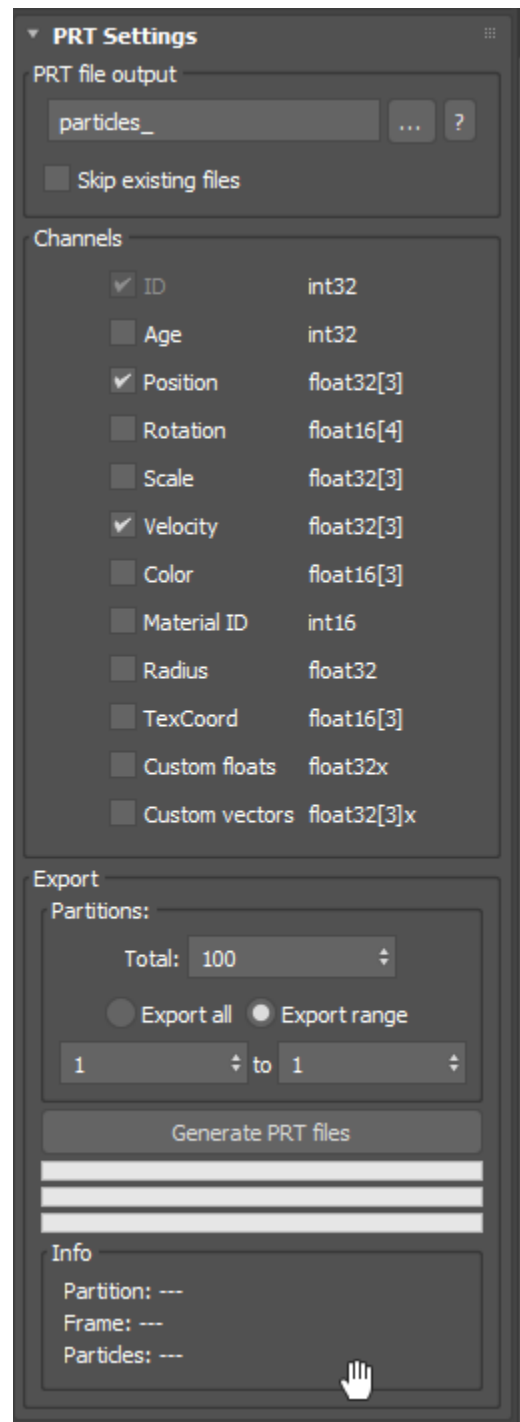 PRT Settings
PRT file output
particles_ ... ?
Skip existing files
Channels
ID int32
Age int32
Position float32[3]
Rotation float16[4]
Scale float32[3]
Velocity float32[3]
Color float16[3]
Material ID int16
Radius float32
TexCoord float16[3]
Custom floats float32x
Custom vectors float32[3]x
Export
Partitions:
Total: 100
Export all Export range
1 to 1
Generate PRT files
Info
Partition: ---
Frame: ---
Particles: ---